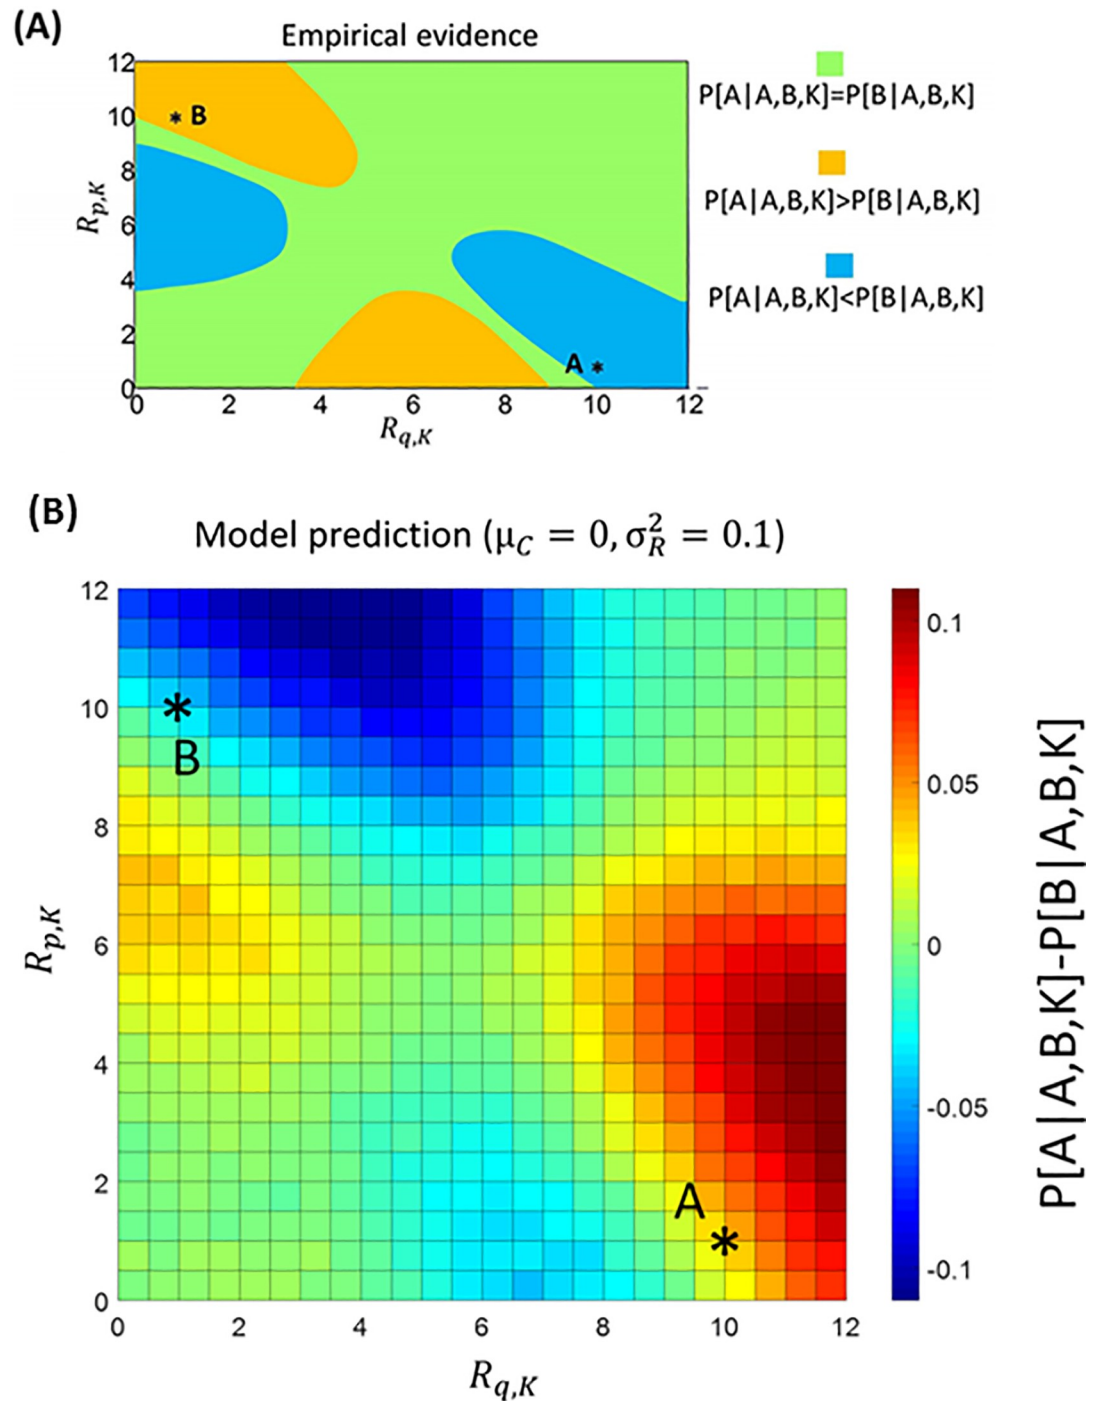 (A)
Empirical evidence
12
10
8
6
4
2
0
R_{p,K}
* B
A *
0 2 4 6 8 10 12
R_{q,K}
P[A|A,B,K]=P[B|A,B,K]
P[A|A,B,K]>P[B|A,B,K]
P[A|A,B,K]<P[B|A,B,K]
(B)
Model prediction (μ_C = 0, σ_R^2 = 0.1)
12
10
8
6
4
2
0
R_{p,K}
*
B
A
*
0 2 4 6 8 10 12
R_{q,K}
0.1
0.05
0
-0.05
-0.1
P[A|A,B,K]-P[B|A,B,K]